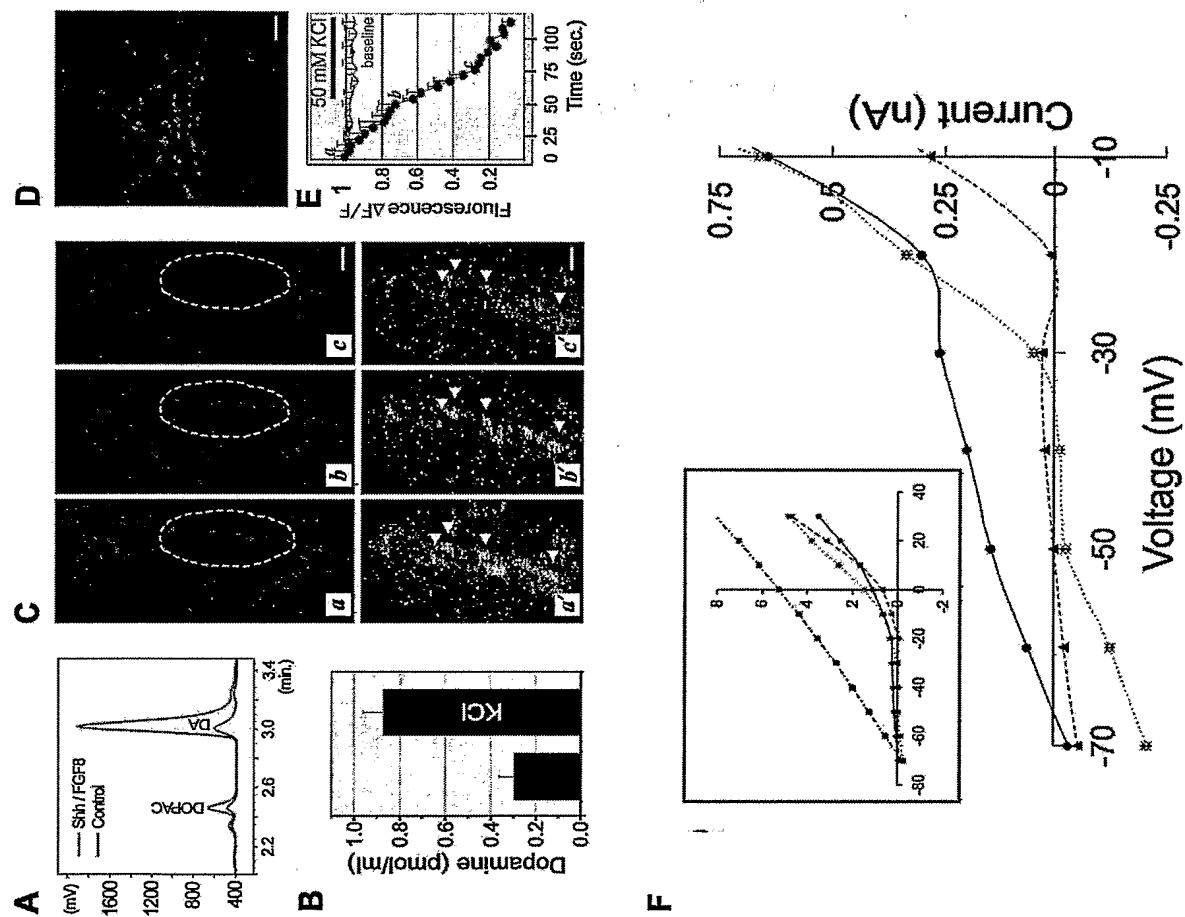 A
(mV)
1600
1200
800
400
Shh / FGF8
Control
DOPAC
DA
2.2
2.6
3.0
3.4
(min.)
B
Dopamine (pmol/ml)
1.0
0.8
0.6
0.4
0.2
0.0
KCl
C
a
b
c
a'
b'
c'
D
E
Fluorescence ΔF/F
1
0.8
0.6
0.4
0.2
50 mM KCl
baseline
a
b
c
0 25 50 75 100
Time (sec.)
F
8
6
4
2
0
-2
-80 -60 -40 -20 0 20 40
0.75
0.5
0.25
0
-0.25
Current (nA)
-70 -50 -30 -10
Voltage (mV)